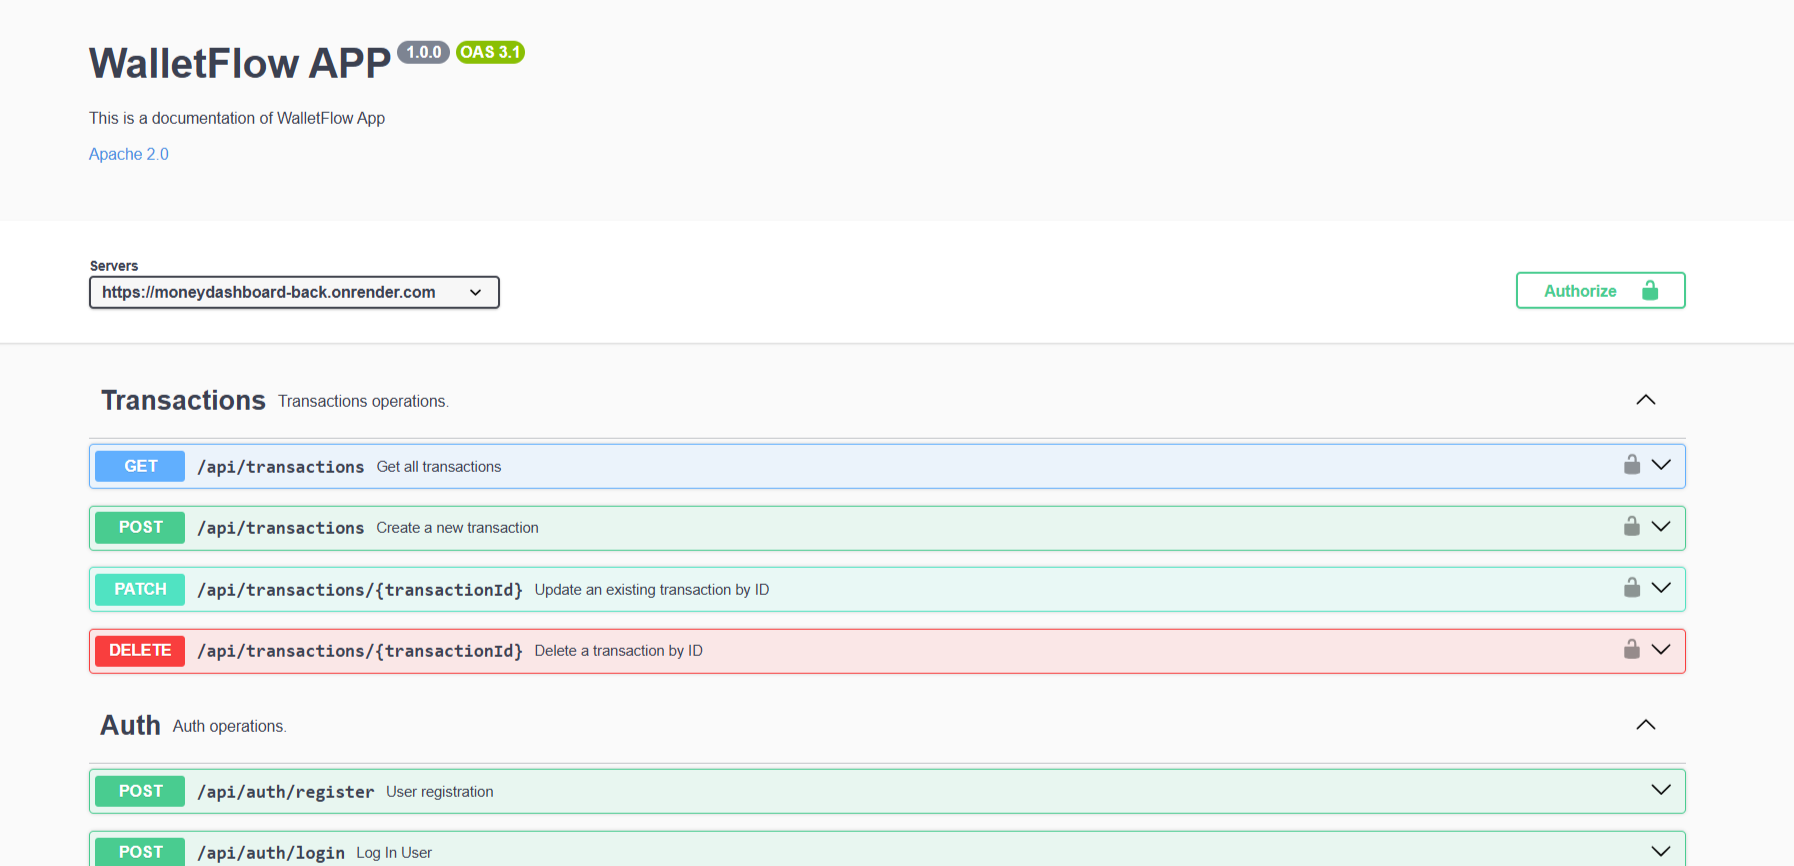 WalletFlow APP 1.0.0 OAS 3.1
This is a documentation of WalletFlow App
Apache 2.0
Servers
https://moneydashboard-back.onrender.com
Authorize
Transactions Transactions operations.
GET /api/transactions Get all transactions
POST /api/transactions Create a new transaction
PATCH /api/transactions/{transactionId} Update an existing transaction by ID
DELETE /api/transactions/{transactionId} Delete a transaction by ID
Auth Auth operations.
POST /api/auth/register User registration
POST /api/auth/login Log In User